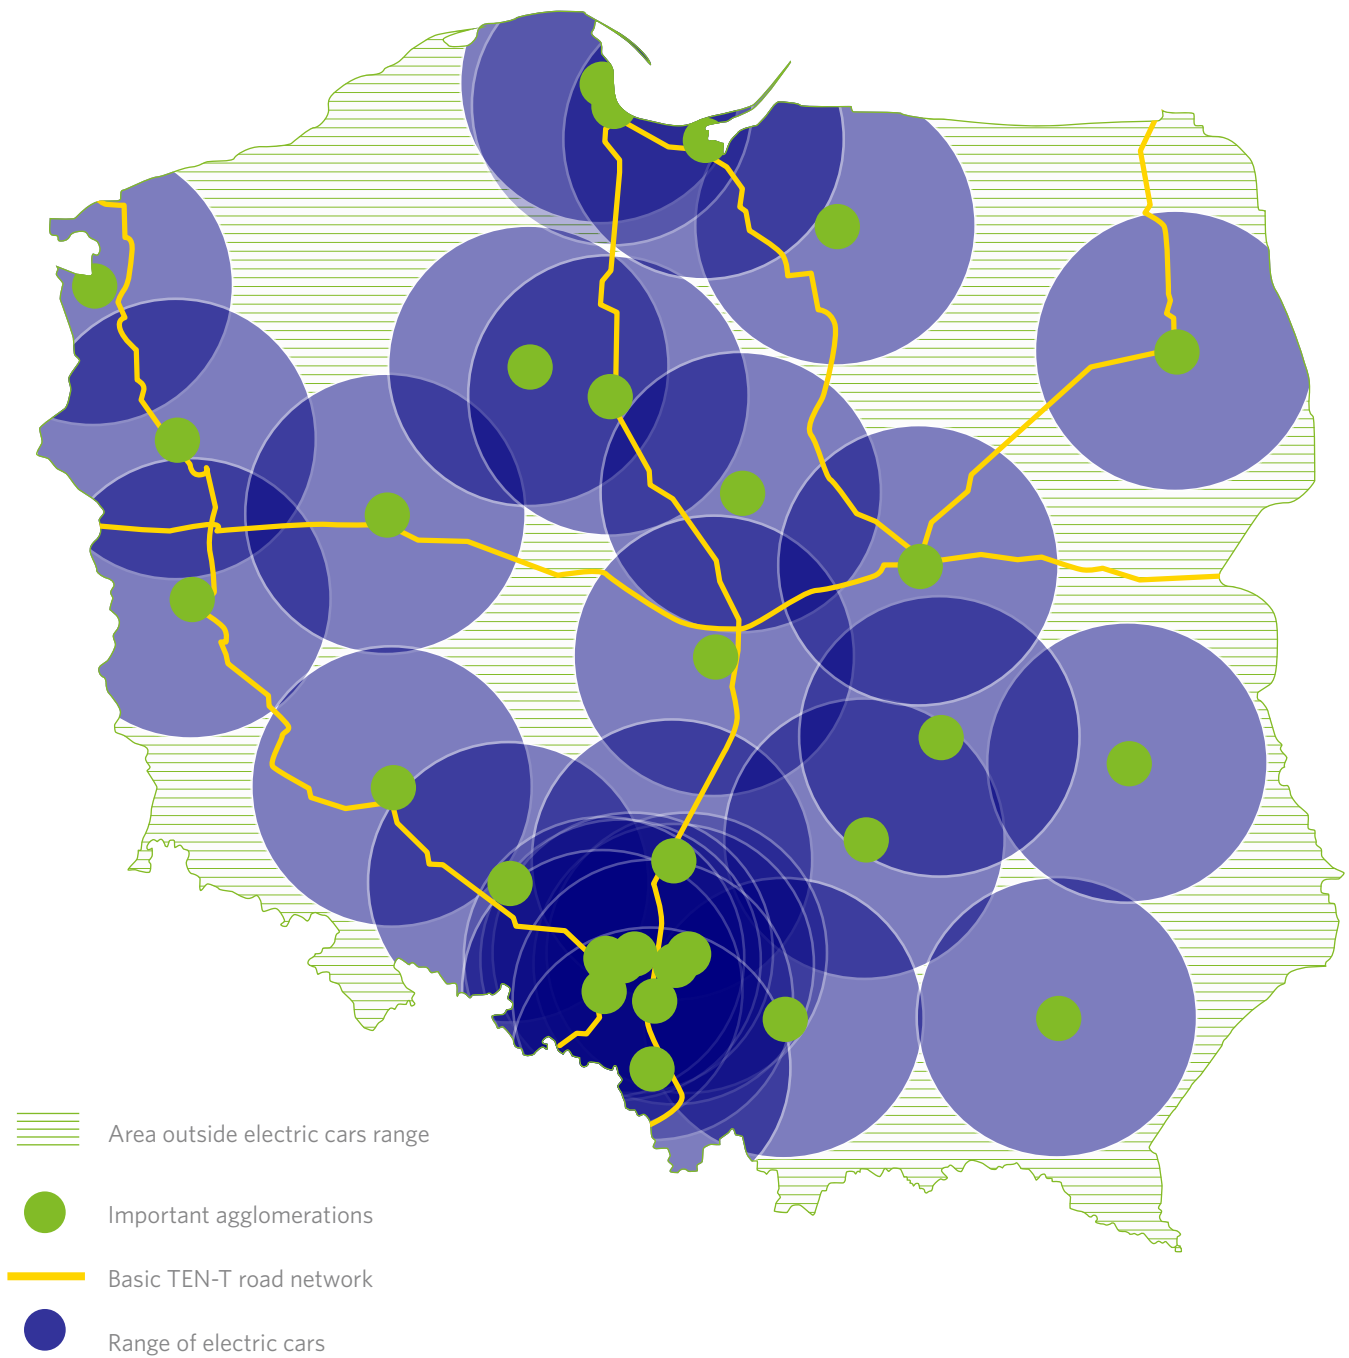 Area outside electric cars range
Important agglomerations
Basic TEN-T road network
Range of electric cars